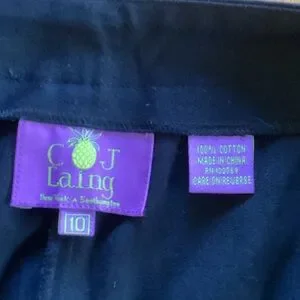 C J
Laing
New York • Southampton
10
100% COTTON
MADE IN CHINA
CARE ON REVERSE